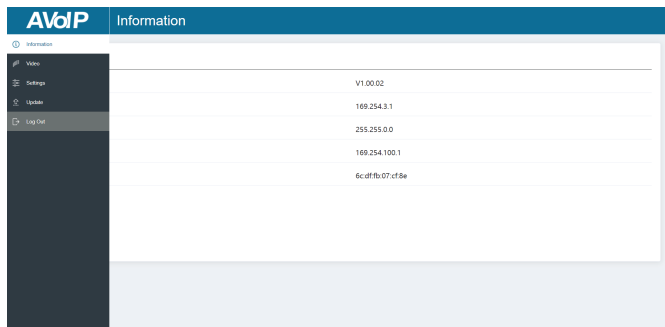 AVoIP
Information
Information
Video
Settings
Update
Log Out
V1.00.02
169.254.3.1
255.255.0.0
169.254.100.1
6c:df:fb:07:cf:8e